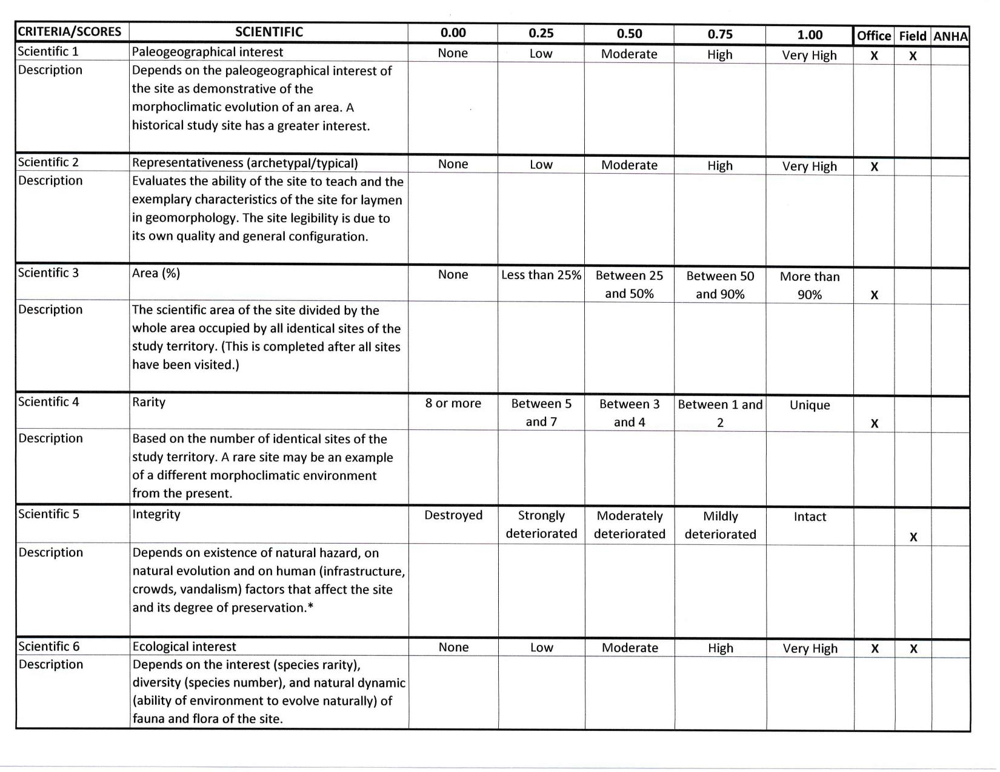 CRITERIA/SCORES SCIENTIFIC 0.00 0.25 0.50 0.75 1.00 Office Field ANHA
Scientific 1 Paleogeographical interest None Low Moderate High Very High X X
Description Depends on the paleogeographical interest of
the site as demonstrative of the
morphoclimatic evolution of an area. A
historical study site has a greater interest.
Scientific 2 Representativeness (archetypal/typical) None Low Moderate High Very High X
Description Evaluates the ability of the site to teach and the
exemplary characteristics of the site for laymen
in geomorphology. The site legibility is due to
its own quality and general configuration.
Scientific 3 Area (%) None Less than 25% Between 25 Between 50 More than
and 50% and 90% 90% X
Description The scientific area of the site divided by the
whole area occupied by all identical sites of the
study territory. (This is completed after all sites
have been visited.)
Scientific 4 Rarity 8 or more Between 5 Between 3 Between 1 and Unique
and 7 and 4 2 X
Description Based on the number of identical sites of the
study territory. A rare site may be an example
of a different morphoclimatic environment
from the present.
Scientific 5 Integrity Destroyed Strongly Moderately Mildly Intact
deteriorated deteriorated deteriorated X
Description Depends on existence of natural hazard, on
natural evolution and on human (infrastructure,
crowds, vandalism) factors that affect the site
and its degree of preservation.*
Scientific 6 Ecological interest None Low Moderate High Very High X X
Description Depends on the interest (species rarity),
diversity (species number), and natural dynamic
(ability of environment to evolve naturally) of
fauna and flora of the site.